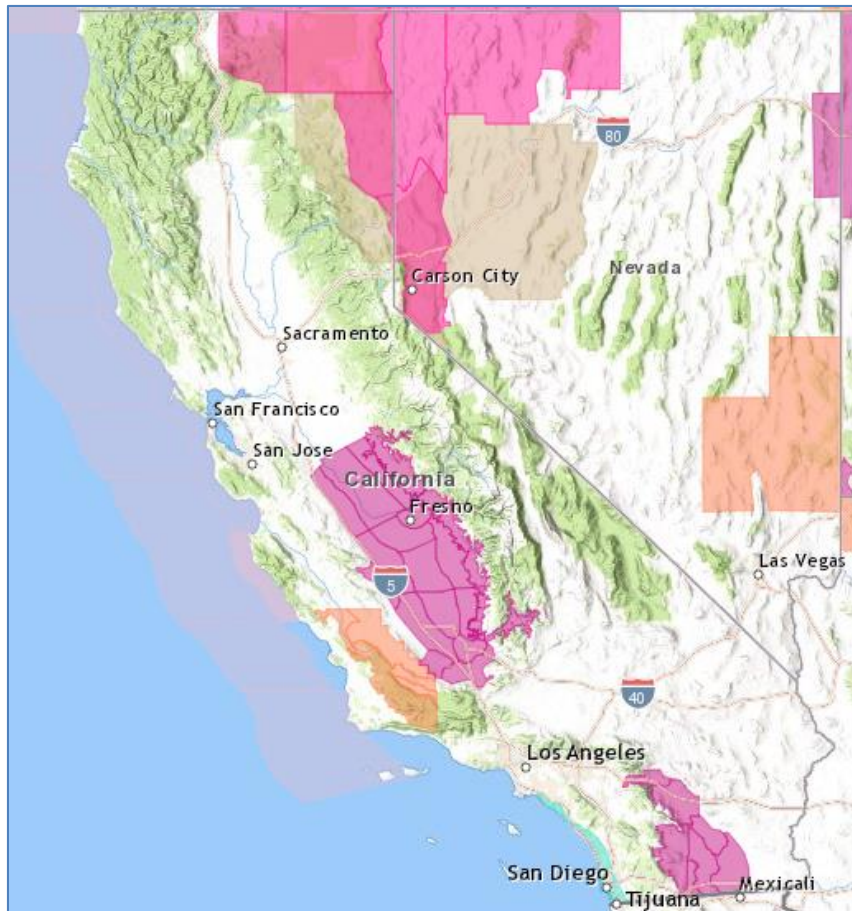 80
Nevada
Carson City
Sacramento
San Francisco
San Jose
California
Fresno
Las Vegas
5
40
Los Angeles
San Diego
Mexicali
Tijuana